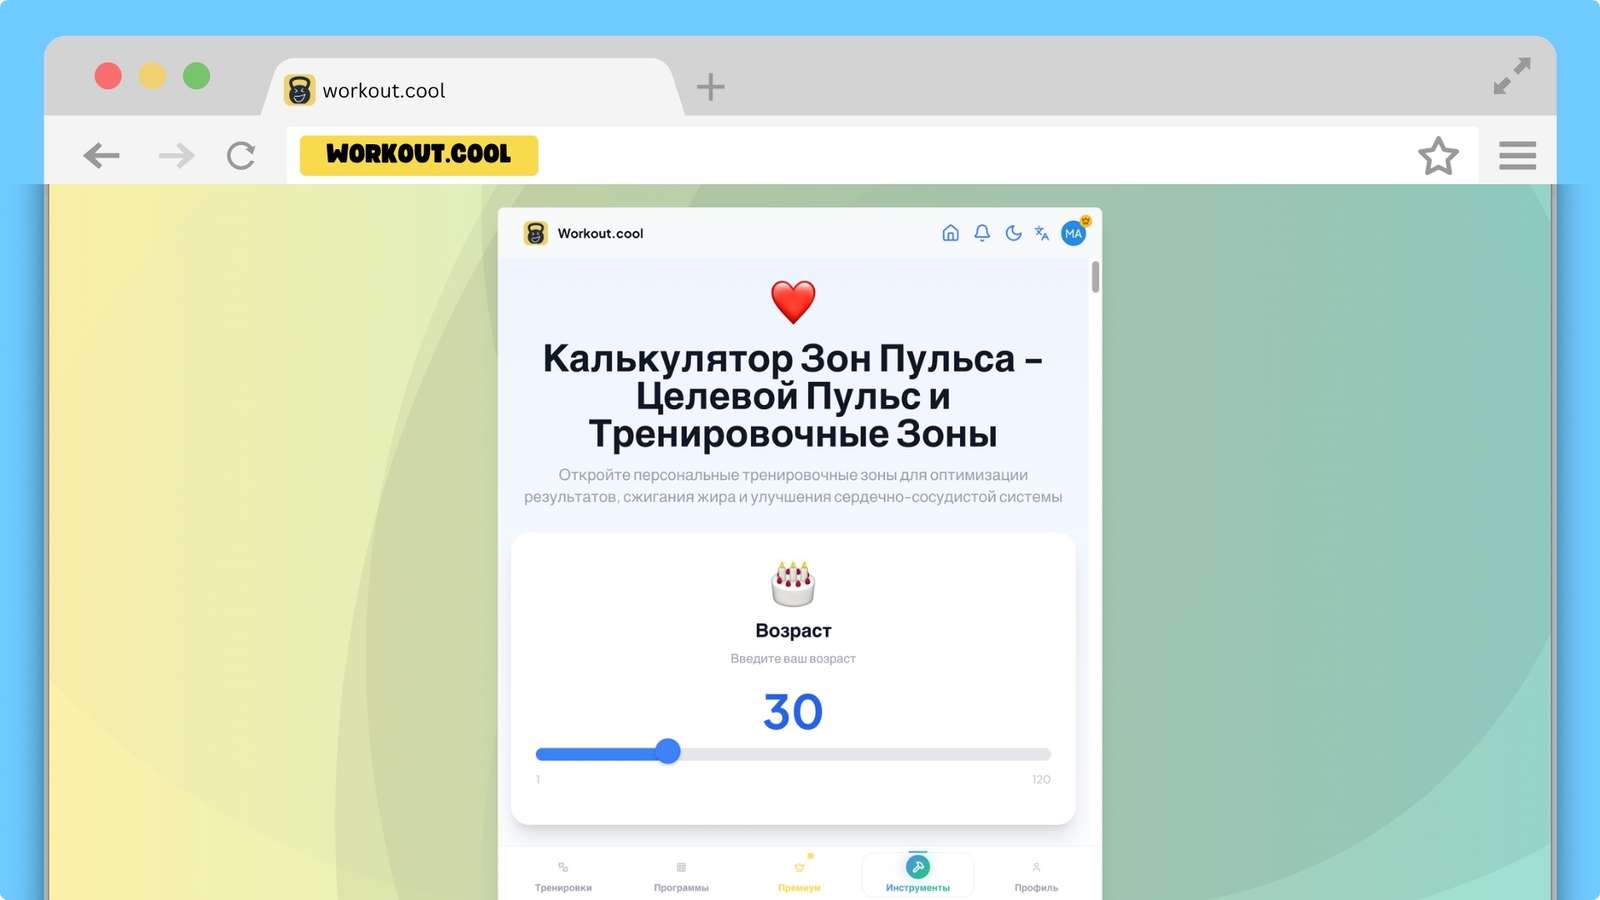 workout.cool
WORKOUT.COOL
Workout.cool
MA
Калькулятор Зон Пульса –
Целевой Пульс и
Тренировочные Зоны
Откройте персональные тренировочные зоны для оптимизации
результатов, сжигания жира и улучшения сердечно-сосудистой системы
Возраст
Введите ваш возраст
30
1
120
Тренировки
Программы
Премиум
Инструменты
Профиль